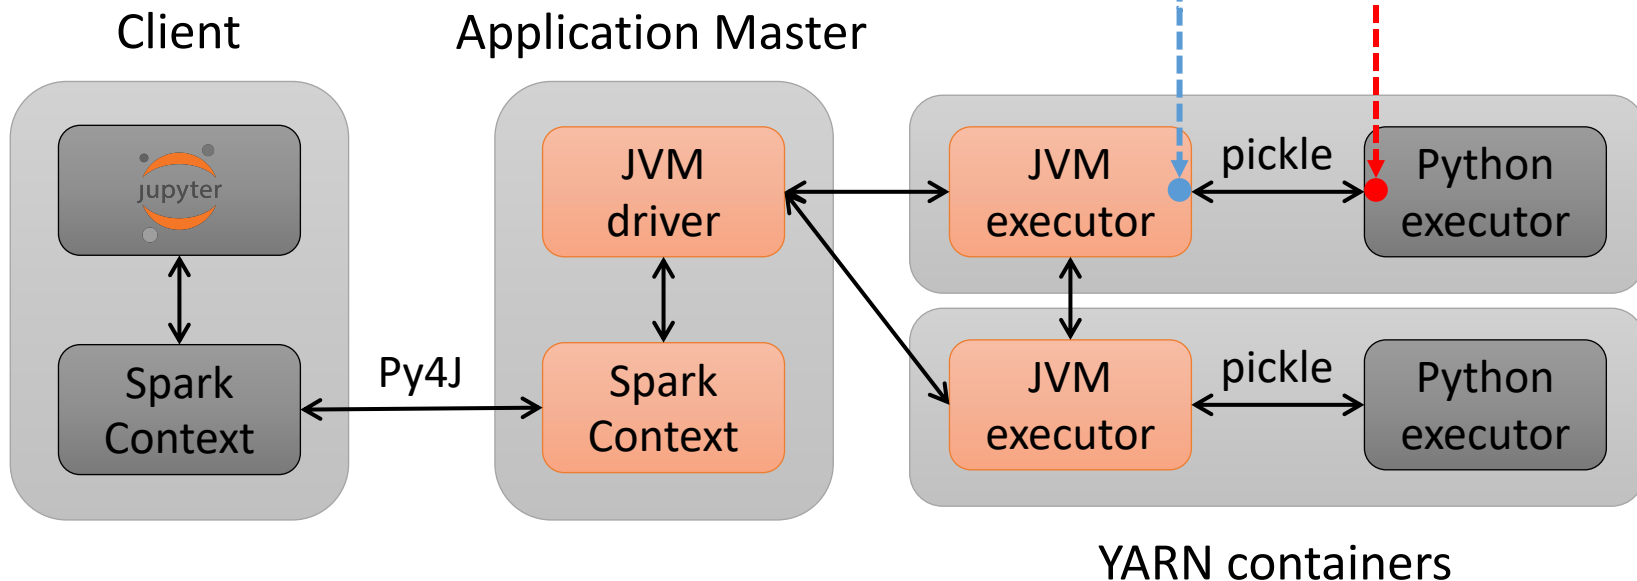 Client
Application Master
jupyter
Spark
Context
Py4J
JVM
driver
Spark
Context
JVM
executor
pickle
Python
executor
JVM
executor
pickle
Python
executor
YARN containers